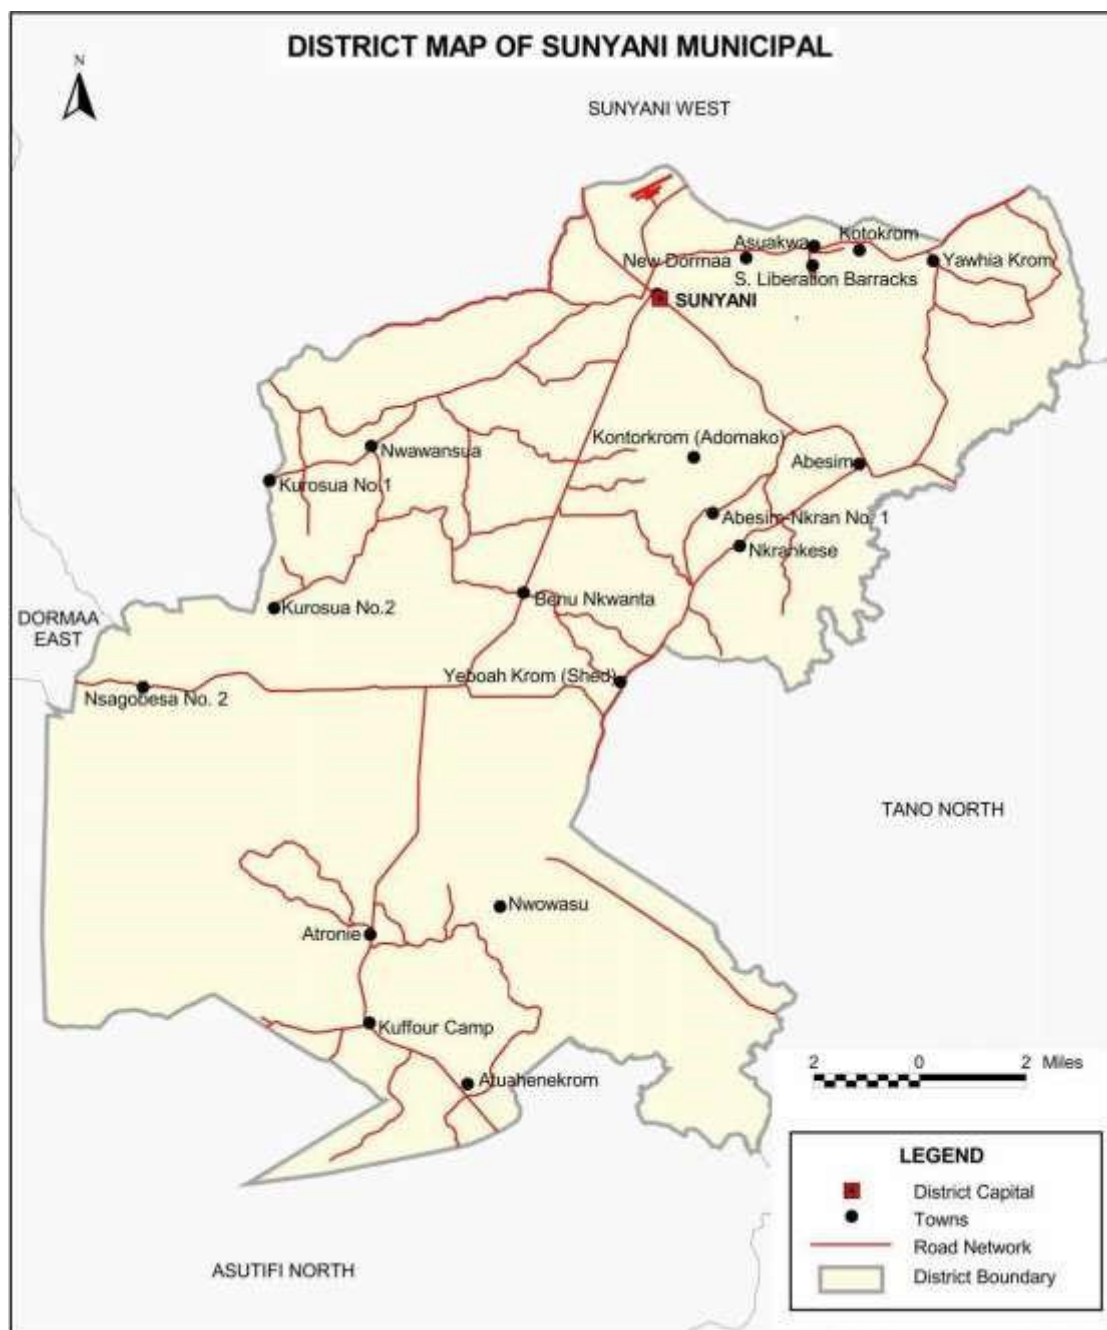 DISTRICT MAP OF SUNYANI MUNICIPAL
N
SUNYANI WEST
Asuakwa
Kotokrom
New Dormaa
Yawhia Krom
S. Liberation Barracks
SUNYANI
Kontorkrom (Adomako)
Nwawansua
Abesim
Kurosua No.1
Abesim-Nkran No. 1
Nkrankese
Benu Nkwanta
Kurosua No.2
DORMAA
EAST
Yeboah Krom (Shed)
Nsagobesa No. 2
TANO NORTH
Nwowasu
Atronie
Kuffour Camp
Atuahenekrom
2 0 2 Miles
LEGEND
District Capital
Towns
Road Network
District Boundary
ASUTIFI NORTH